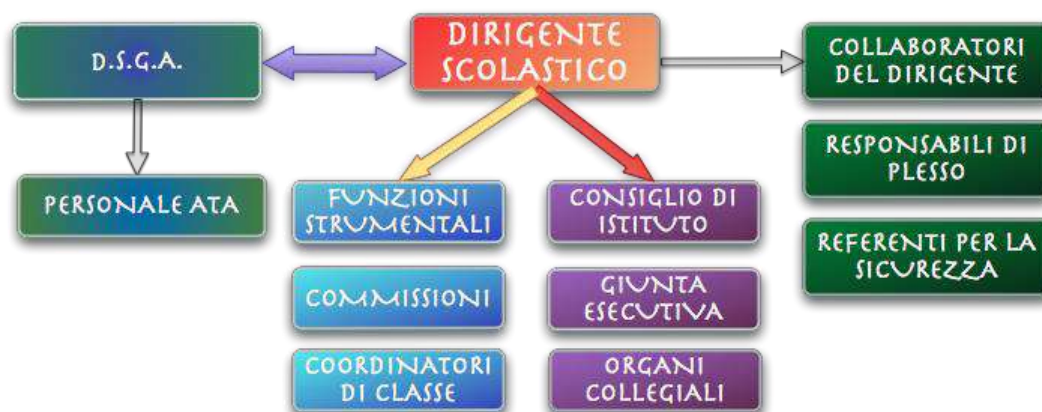 D.S.G.A.
DIRIGENTE
SCOLASTICO
COLLABORATORI
DEL DIRIGENTE
RESPONSABILI DI
PLESSO
REFERENTI PER LA
SICUREZZA
PERSONALE ATA
FUNZIONI
STRUMENTALI
COMMISSIONI
COORDINATORI
DI CLASSE
CONSIGLIO DI
ISTITUTO
GIUNTA
ESECUTIVA
ORGANI
COLLEGIALI